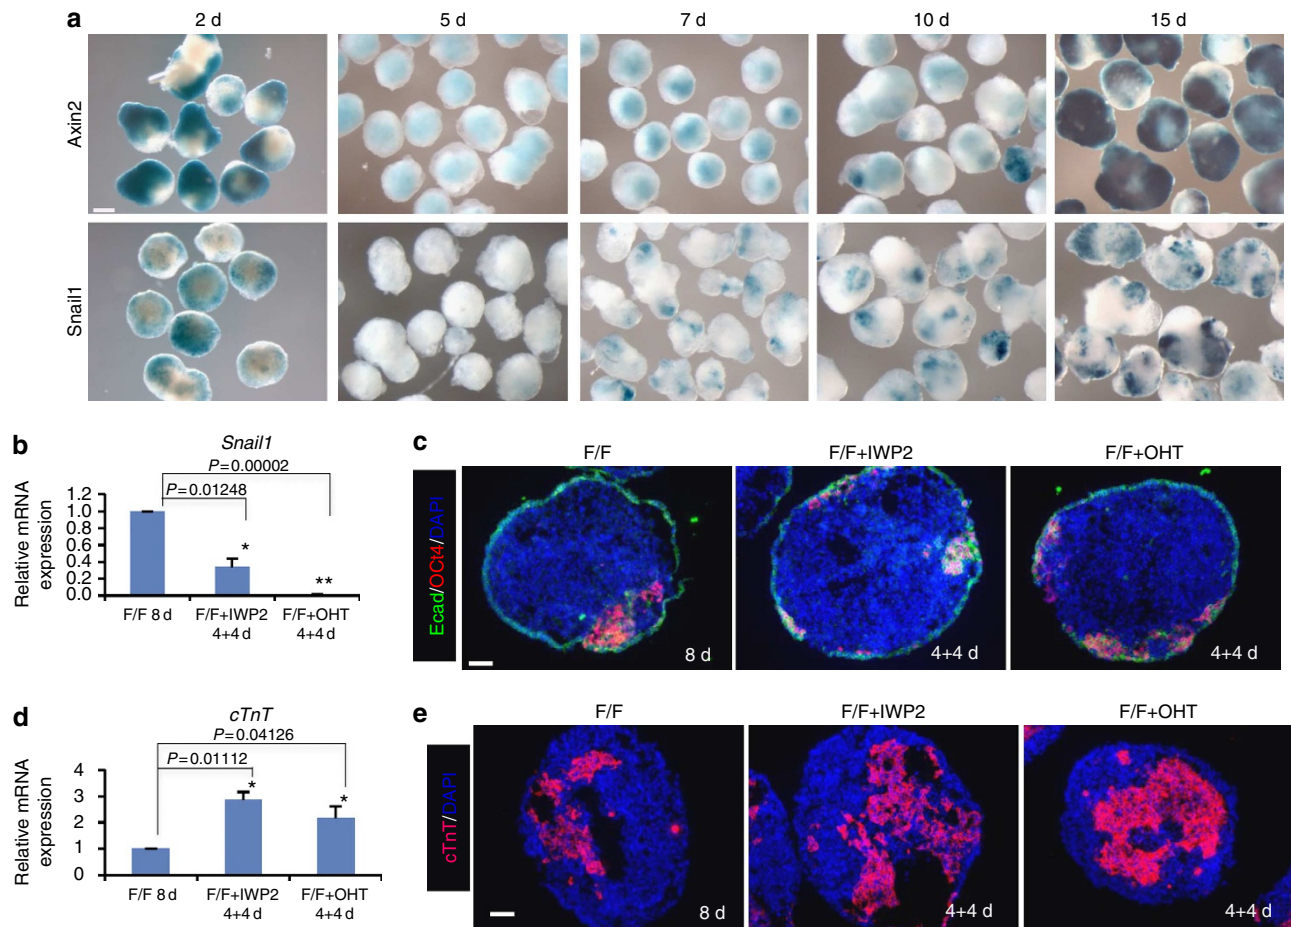 a
2 d
5 d
7 d
10 d
15 d
Axin2
Snail1
b
Snail1
P=0.00002
P=0.01248
Relative mRNA
expression
1.2
1.0
0.8
0.6
0.4
0.2
0.0
*
**
F/F 8 d
F/F+IWP2
4+4 d
F/F+OHT
4+4 d
c
F/F
F/F+IWP2
F/F+OHT
Ecad/OCt4/DAPI
8 d
4+4 d
4+4 d
d
cTnT
P=0.04126
P=0.01112
Relative mRNA
expression
4
3
2
1
0
*
*
F/F 8 d
F/F+IWP2
4+4 d
F/F+OHT
4+4 d
e
F/F
F/F+IWP2
F/F+OHT
cTnT/DAPI
8 d
4+4 d
4+4 d